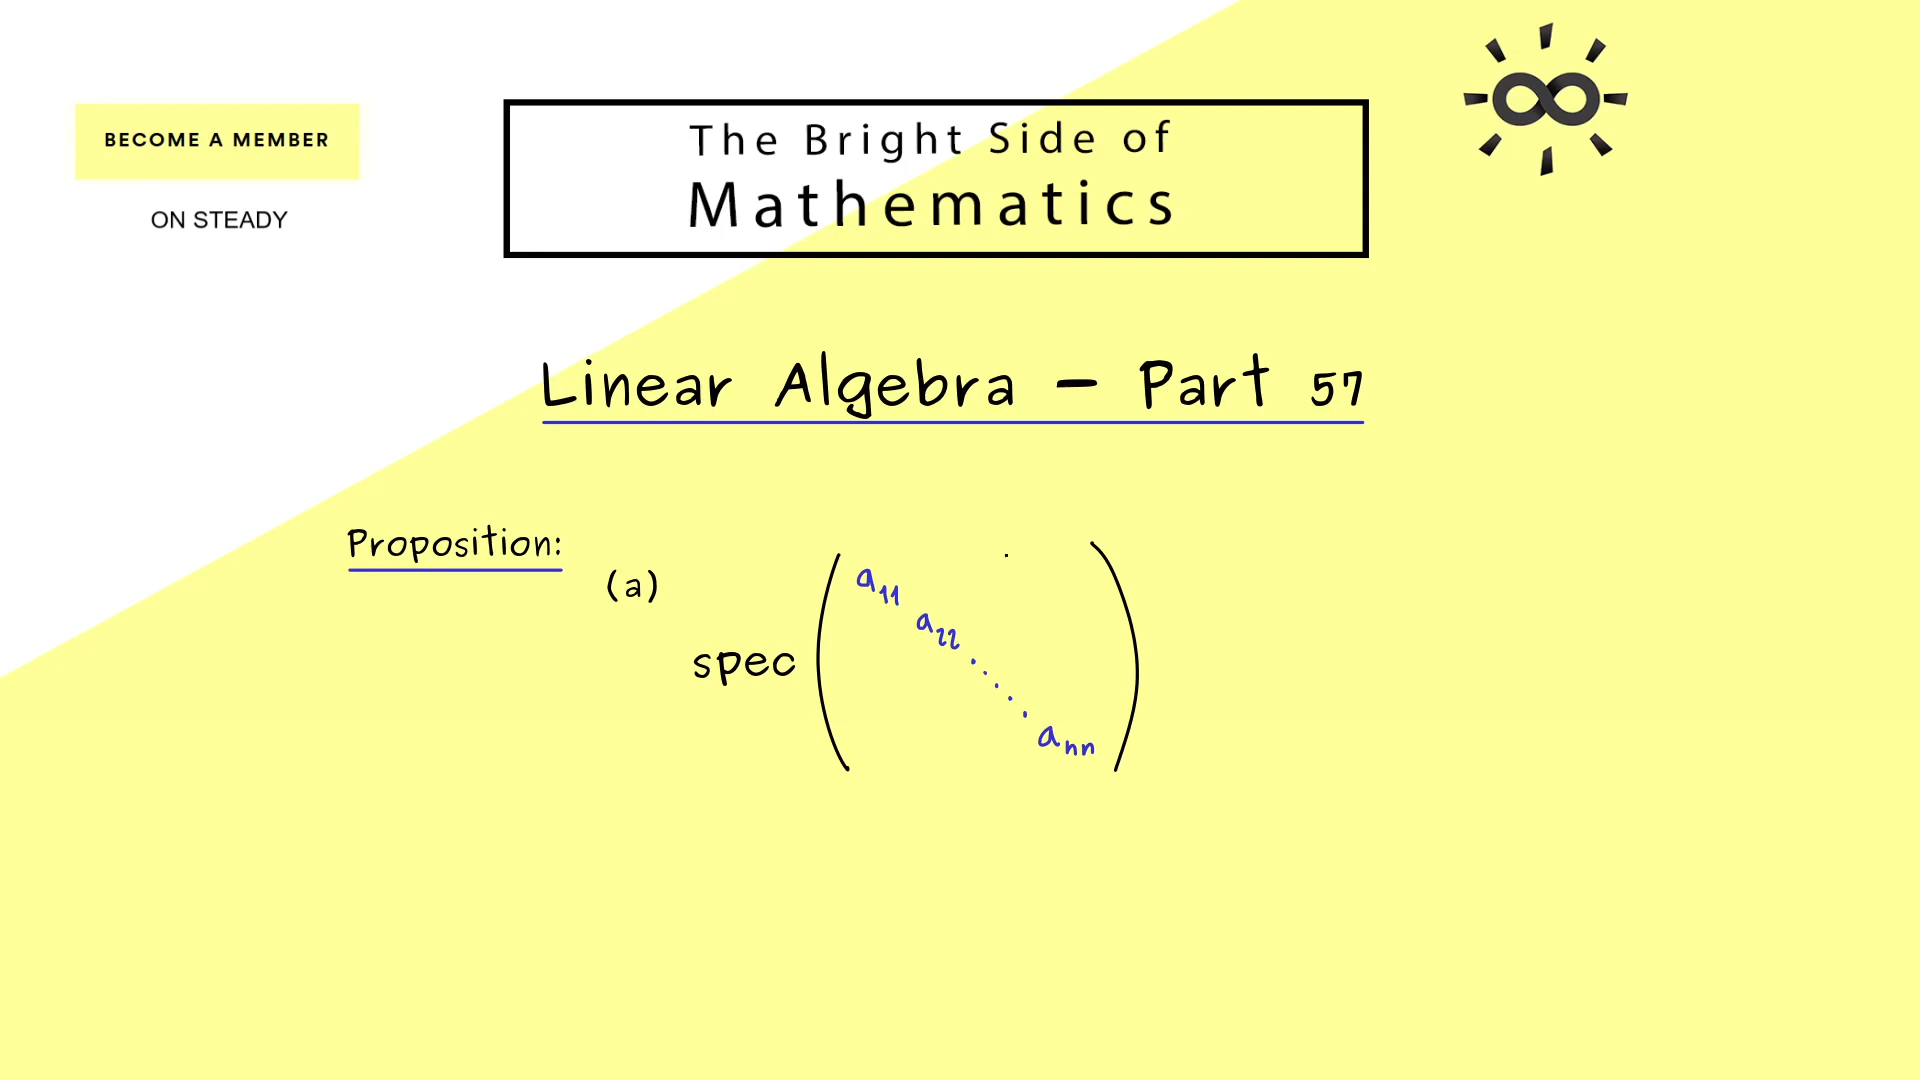 BECOME A MEMBER
ON STEADY
The Bright Side of
Mathematics
Linear Algebra – Part 57
Proposition:
(a)
spec ( a₁₁
a₂₂
.....
aₙₙ )